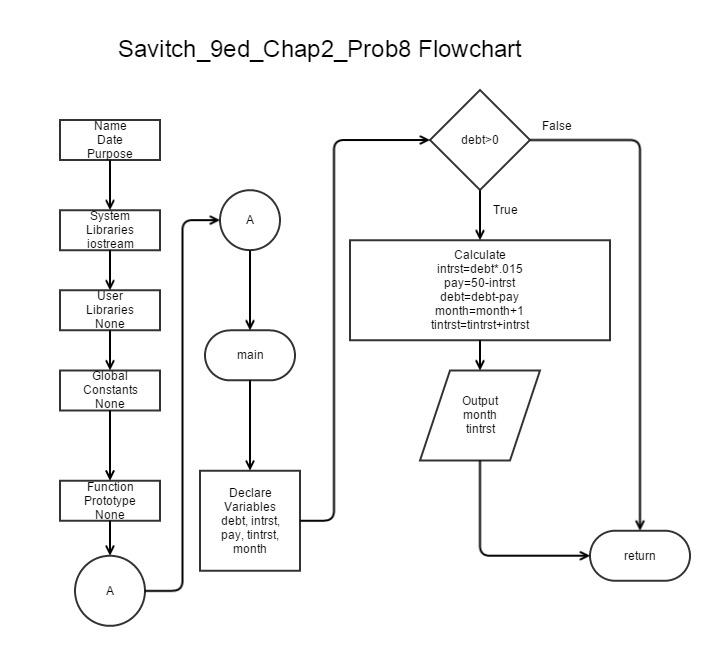 Savitch_9ed_Chap2_Prob8 Flowchart
Name
Date
Purpose
System
Libraries
iostream
User
Libraries
None
Global
Constants
None
Function
Prototype
None
A
A
main
Declare
Variables
debt, intrst,
pay, tintrst,
month
debt>0
False
True
Calculate
intrst=debt*.015
pay=50-intrst
debt=debt-pay
month=month+1
tintrst=tintrst+intrst
Output
month
tintrst
return